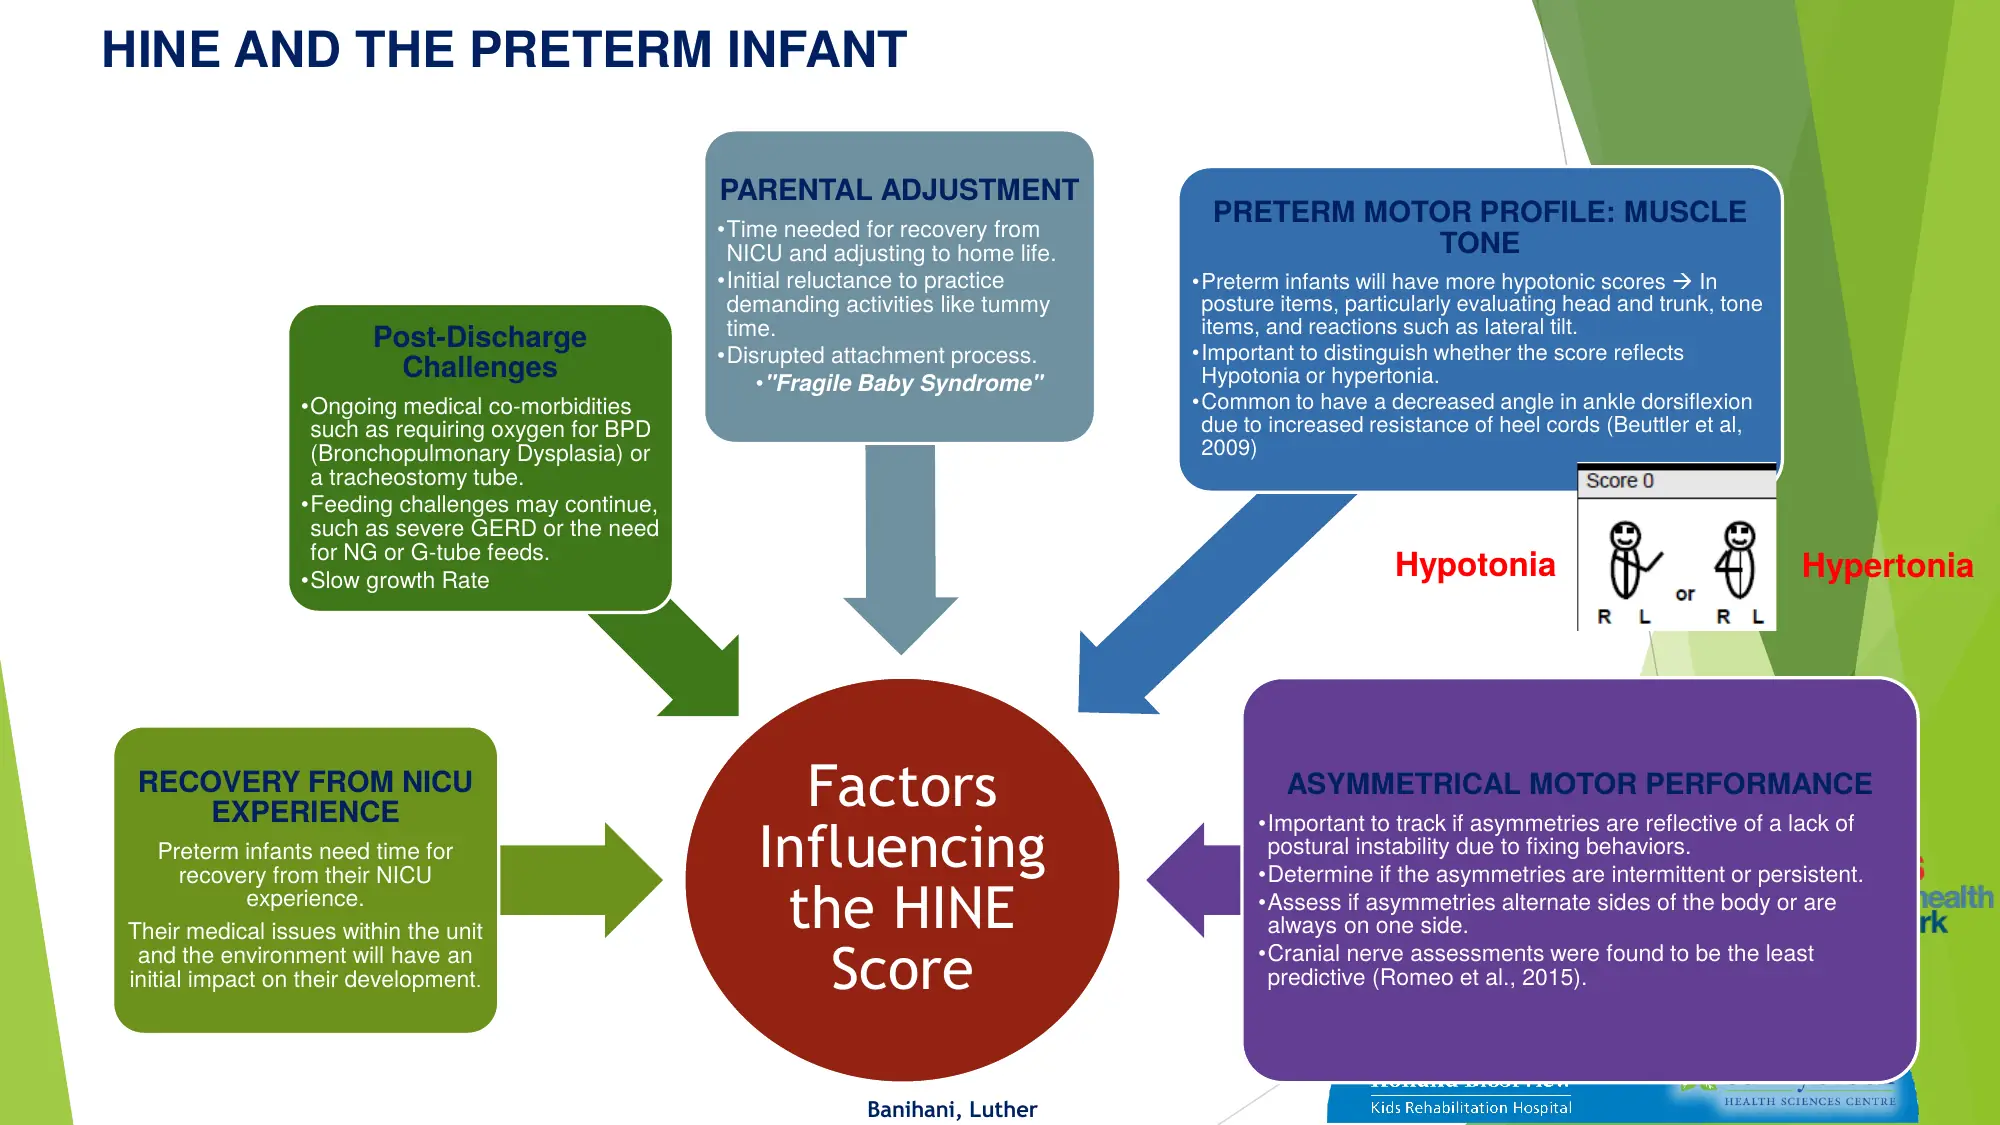 HINE AND THE PRETERM INFANT
PARENTAL ADJUSTMENT
•Time needed for recovery from
NICU and adjusting to home life.
•Initial reluctance to practice
demanding activities like tummy
time.
•Disrupted attachment process.
•"Fragile Baby Syndrome"
PRETERM MOTOR PROFILE: MUSCLE
TONE
•Preterm infants will have more hypotonic scores → In
posture items, particularly evaluating head and trunk, tone
items, and reactions such as lateral tilt.
•Important to distinguish whether the score reflects
Hypotonia or hypertonia.
•Common to have a decreased angle in ankle dorsiflexion
due to increased resistance of heel cords (Beuttler et al,
2009)
Post-Discharge
Challenges
•Ongoing medical co-morbidities
such as requiring oxygen for BPD
(Bronchopulmonary Dysplasia) or
a tracheostomy tube.
•Feeding challenges may continue,
such as severe GERD or the need
for NG or G-tube feeds.
•Slow growth Rate
Score 0
Hypotonia
or
R L
R L
Hypertonia
RECOVERY FROM NICU
EXPERIENCE
Preterm infants need time for
recovery from their NICU
experience.
Their medical issues within the unit
and the environment will have an
initial impact on their development.
Factors
Influencing
the HINE
Score
ASYMMETRICAL MOTOR PERFORMANCE
•Important to track if asymmetries are reflective of a lack of
postural instability due to fixing behaviors.
•Determine if the asymmetries are intermittent or persistent.
•Assess if asymmetries alternate sides of the body or are
always on one side.
•Cranial nerve assessments were found to be the least
predictive (Romeo et al., 2015).
health
rk
Banihani, Luther
Holland Bloorview
Kids Rehabilitation Hospital
HEALTH SCIENCES CENTRE